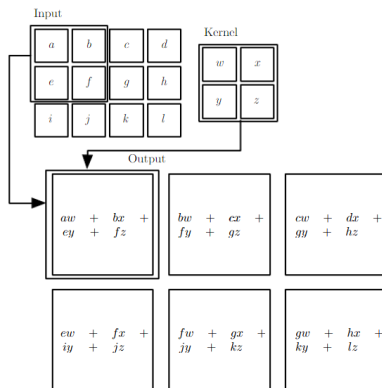 Input
Kernel
a b c d
w x
e f g h
y z
i j k l
Output
aw + bx +
ey + fz
bw + cx +
fy + gz
cw + dx +
gy + hz
ew + fx +
iy + jz
fw + gx +
jy + kz
gw + hx +
ky + lz